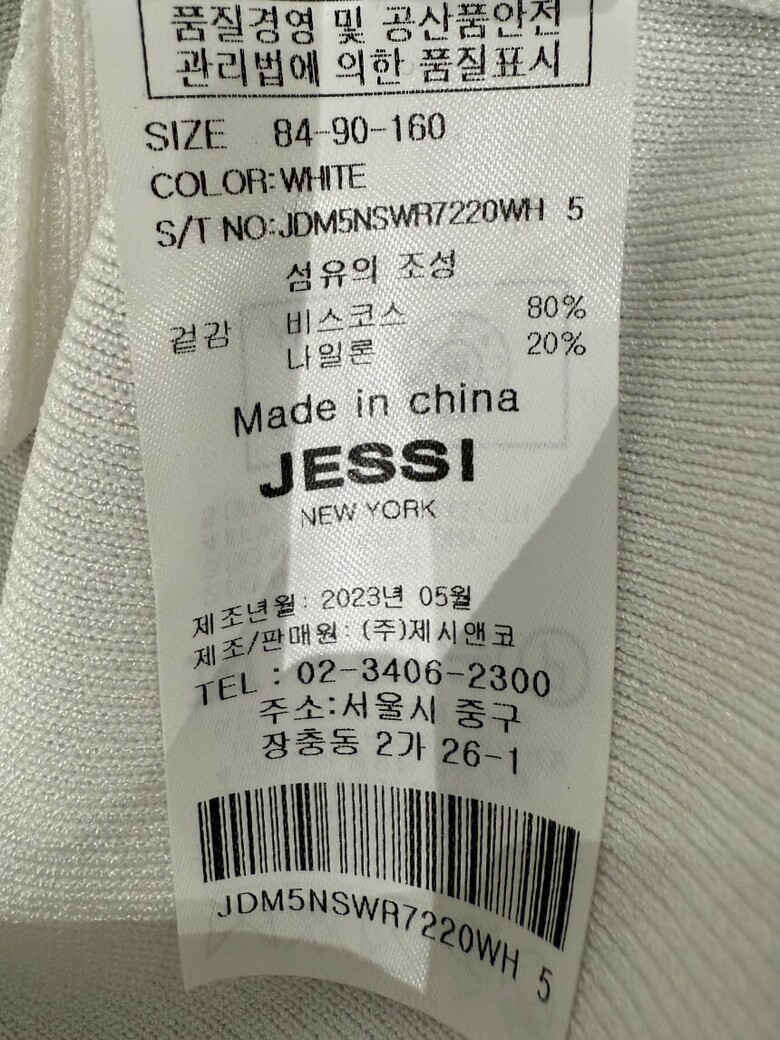 품질경영 및 공산품안전
관리법에 의한 품질표시
SIZE 84-90-160
COLOR:WHITE
S/T NO:JDM5NSWR7220WH 5
섬유의 조성
겉감 비스코스 80%
나일론 20%
Made in china
JESSI
NEW YORK
제조년월: 2023년 05월
제조/판매원: (주)제시앤코
TEL : 02-3406-2300
주소:서울시 중구
장충동 2가 26-1
JDM5NSWR7220WH 5